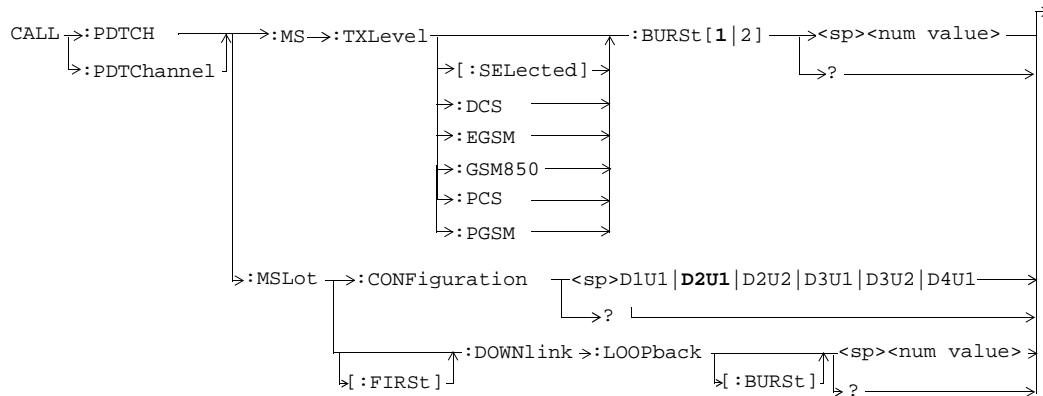 CALL :PDTCH :MS :TXLevel :BURSt[1|2] <sp><num value>
:PDTChannel [:SELected] ?
:DCS
:EGSM
:GSM850
:PCS
:PGSM
:MSLot :CONFiguration <sp>D1U1|D2U1|D2U2|D3U1|D3U2|D4U1
?
:DOWNlink :LOOPback <sp><num value>
[:FIRSt] [:BURSt] ?